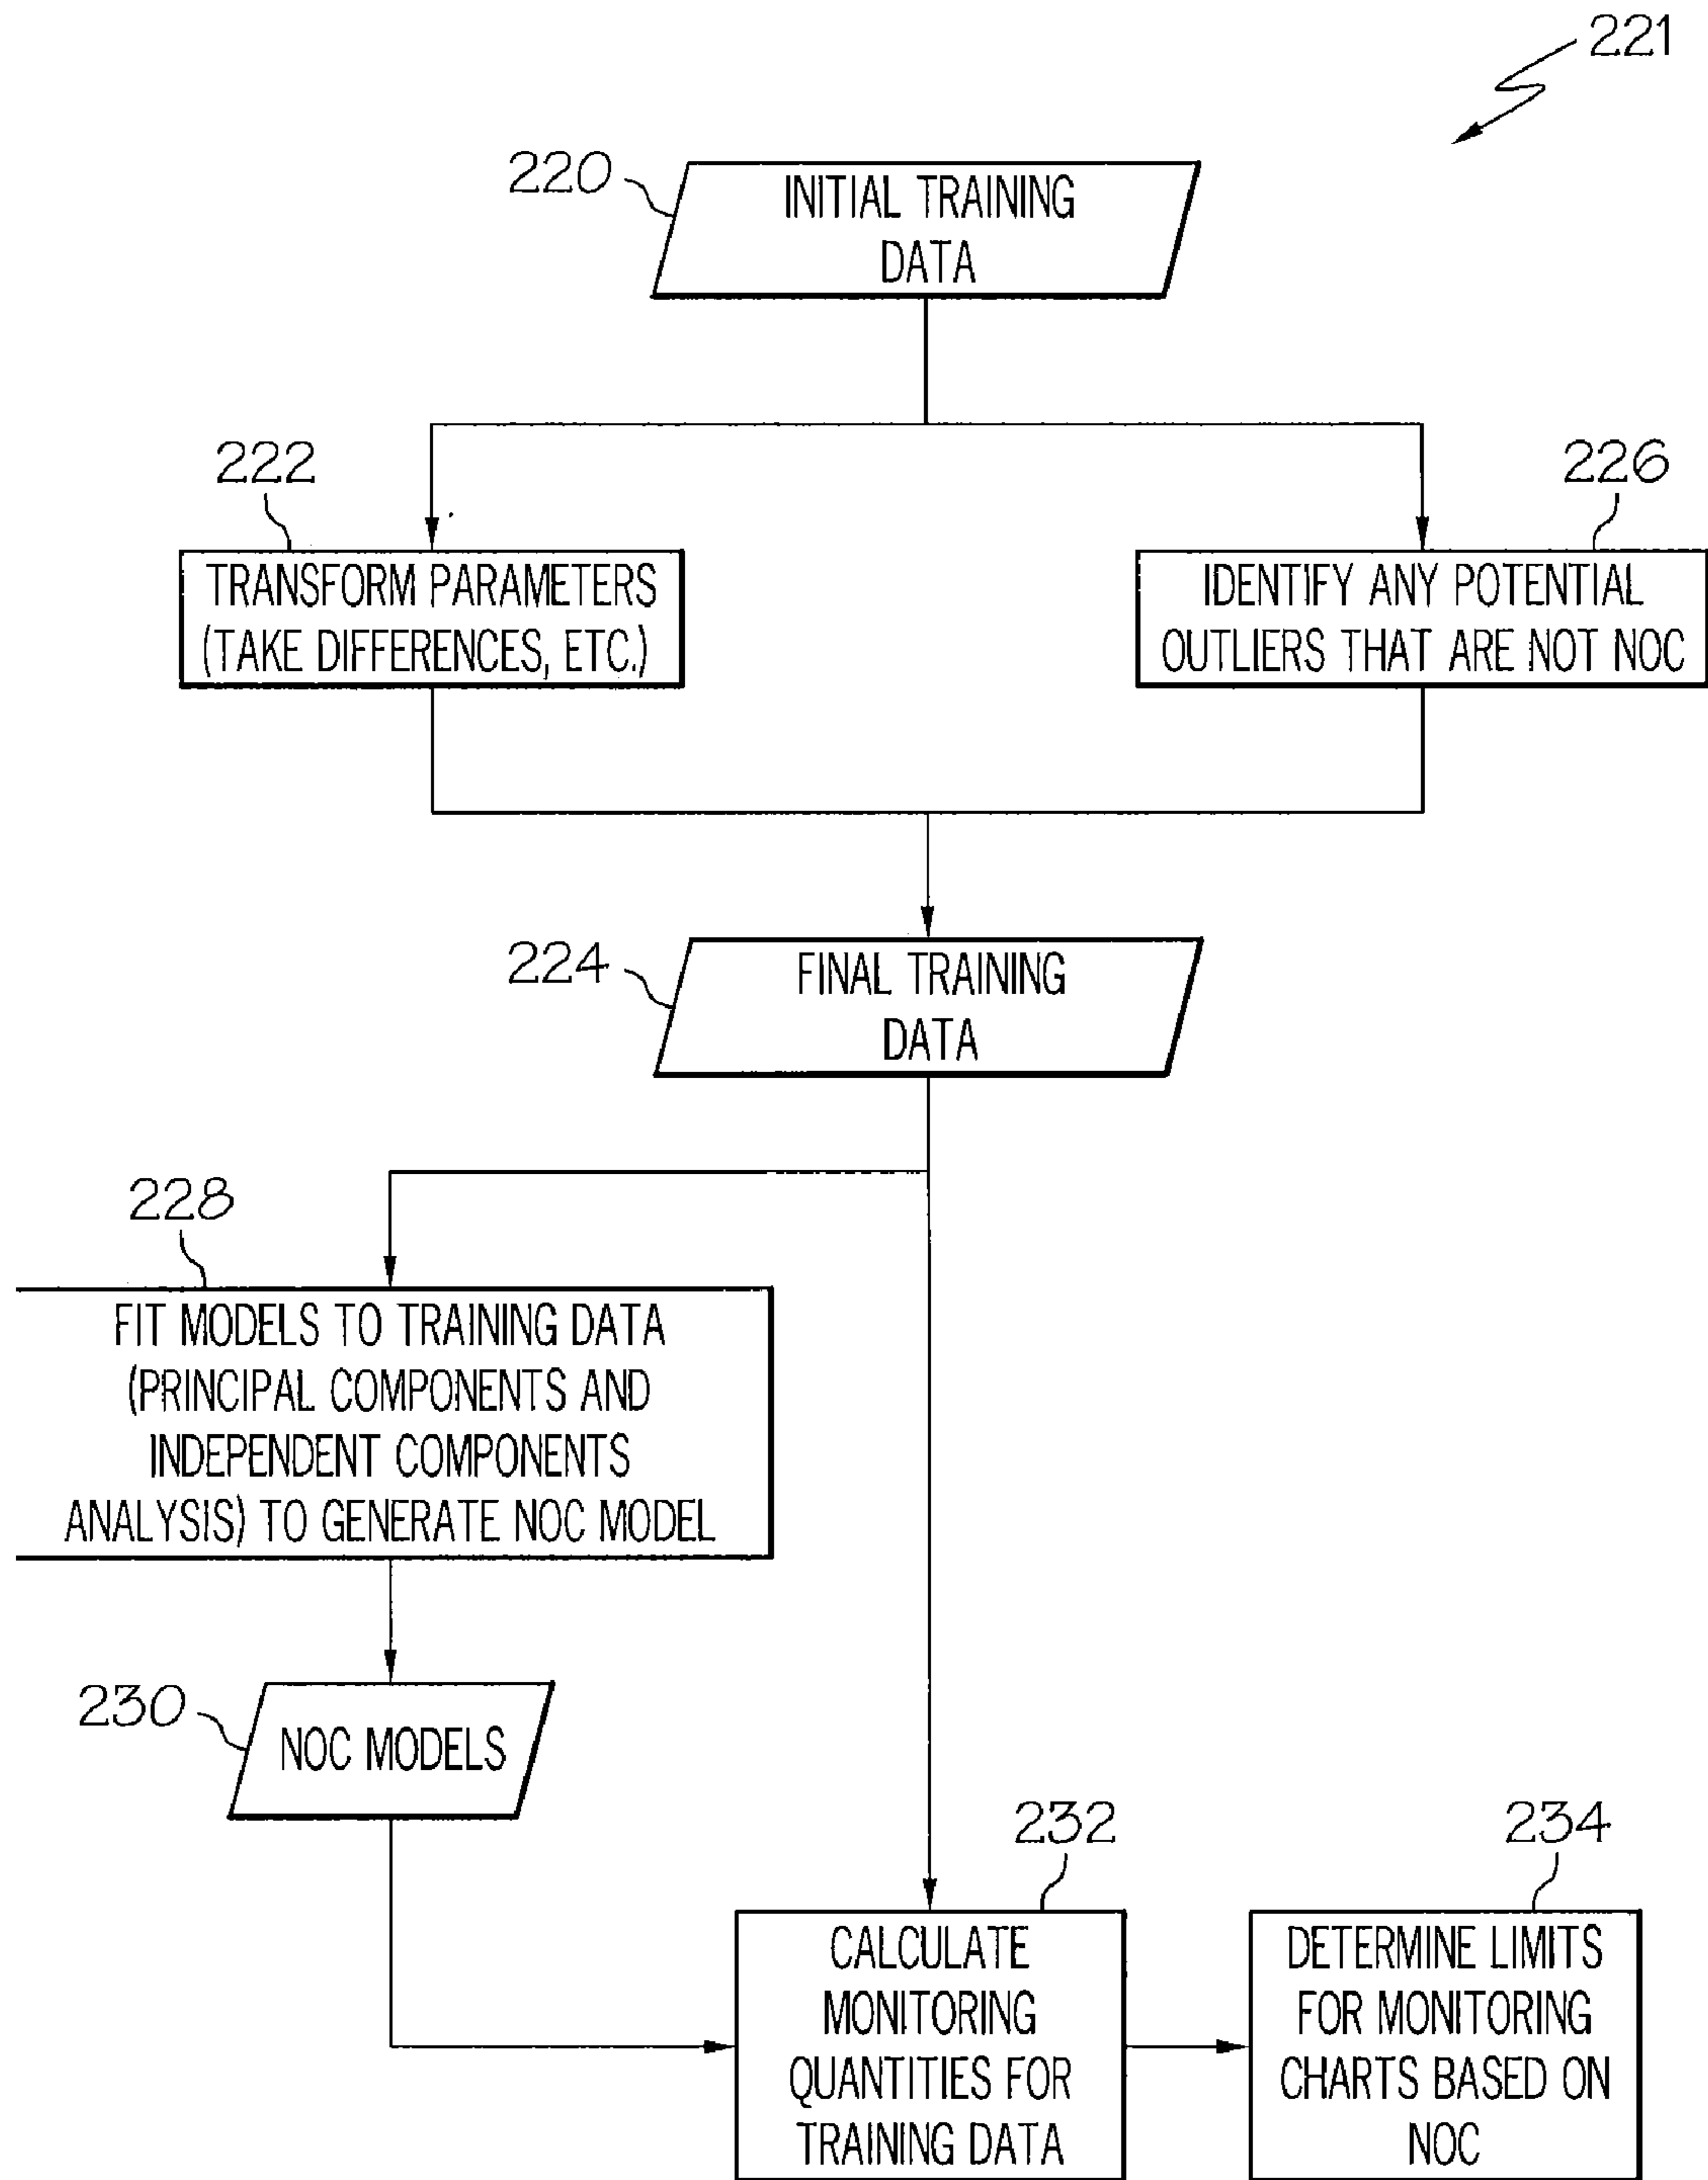 221
220
INITIAL TRAINING
DATA
222
226
TRANSFORM PARAMETERS
(TAKE DIFFERENCES, ETC.)
IDENTIFY ANY POTENTIAL
OUTLIERS THAT ARE NOT NOC
224
FINAL TRAINING
DATA
228
FIT MODELS TO TRAINING DATA
(PRINCIPAL COMPONENTS AND
INDEPENDENT COMPONENTS
ANALYSIS) TO GENERATE NOC MODEL
230
NOC MODELS
232
234
CALCULATE
MONITORING
QUANTITIES FOR
TRAINING DATA
DETERMINE LIMITS
FOR MONITORING
CHARTS BASED ON
NOC